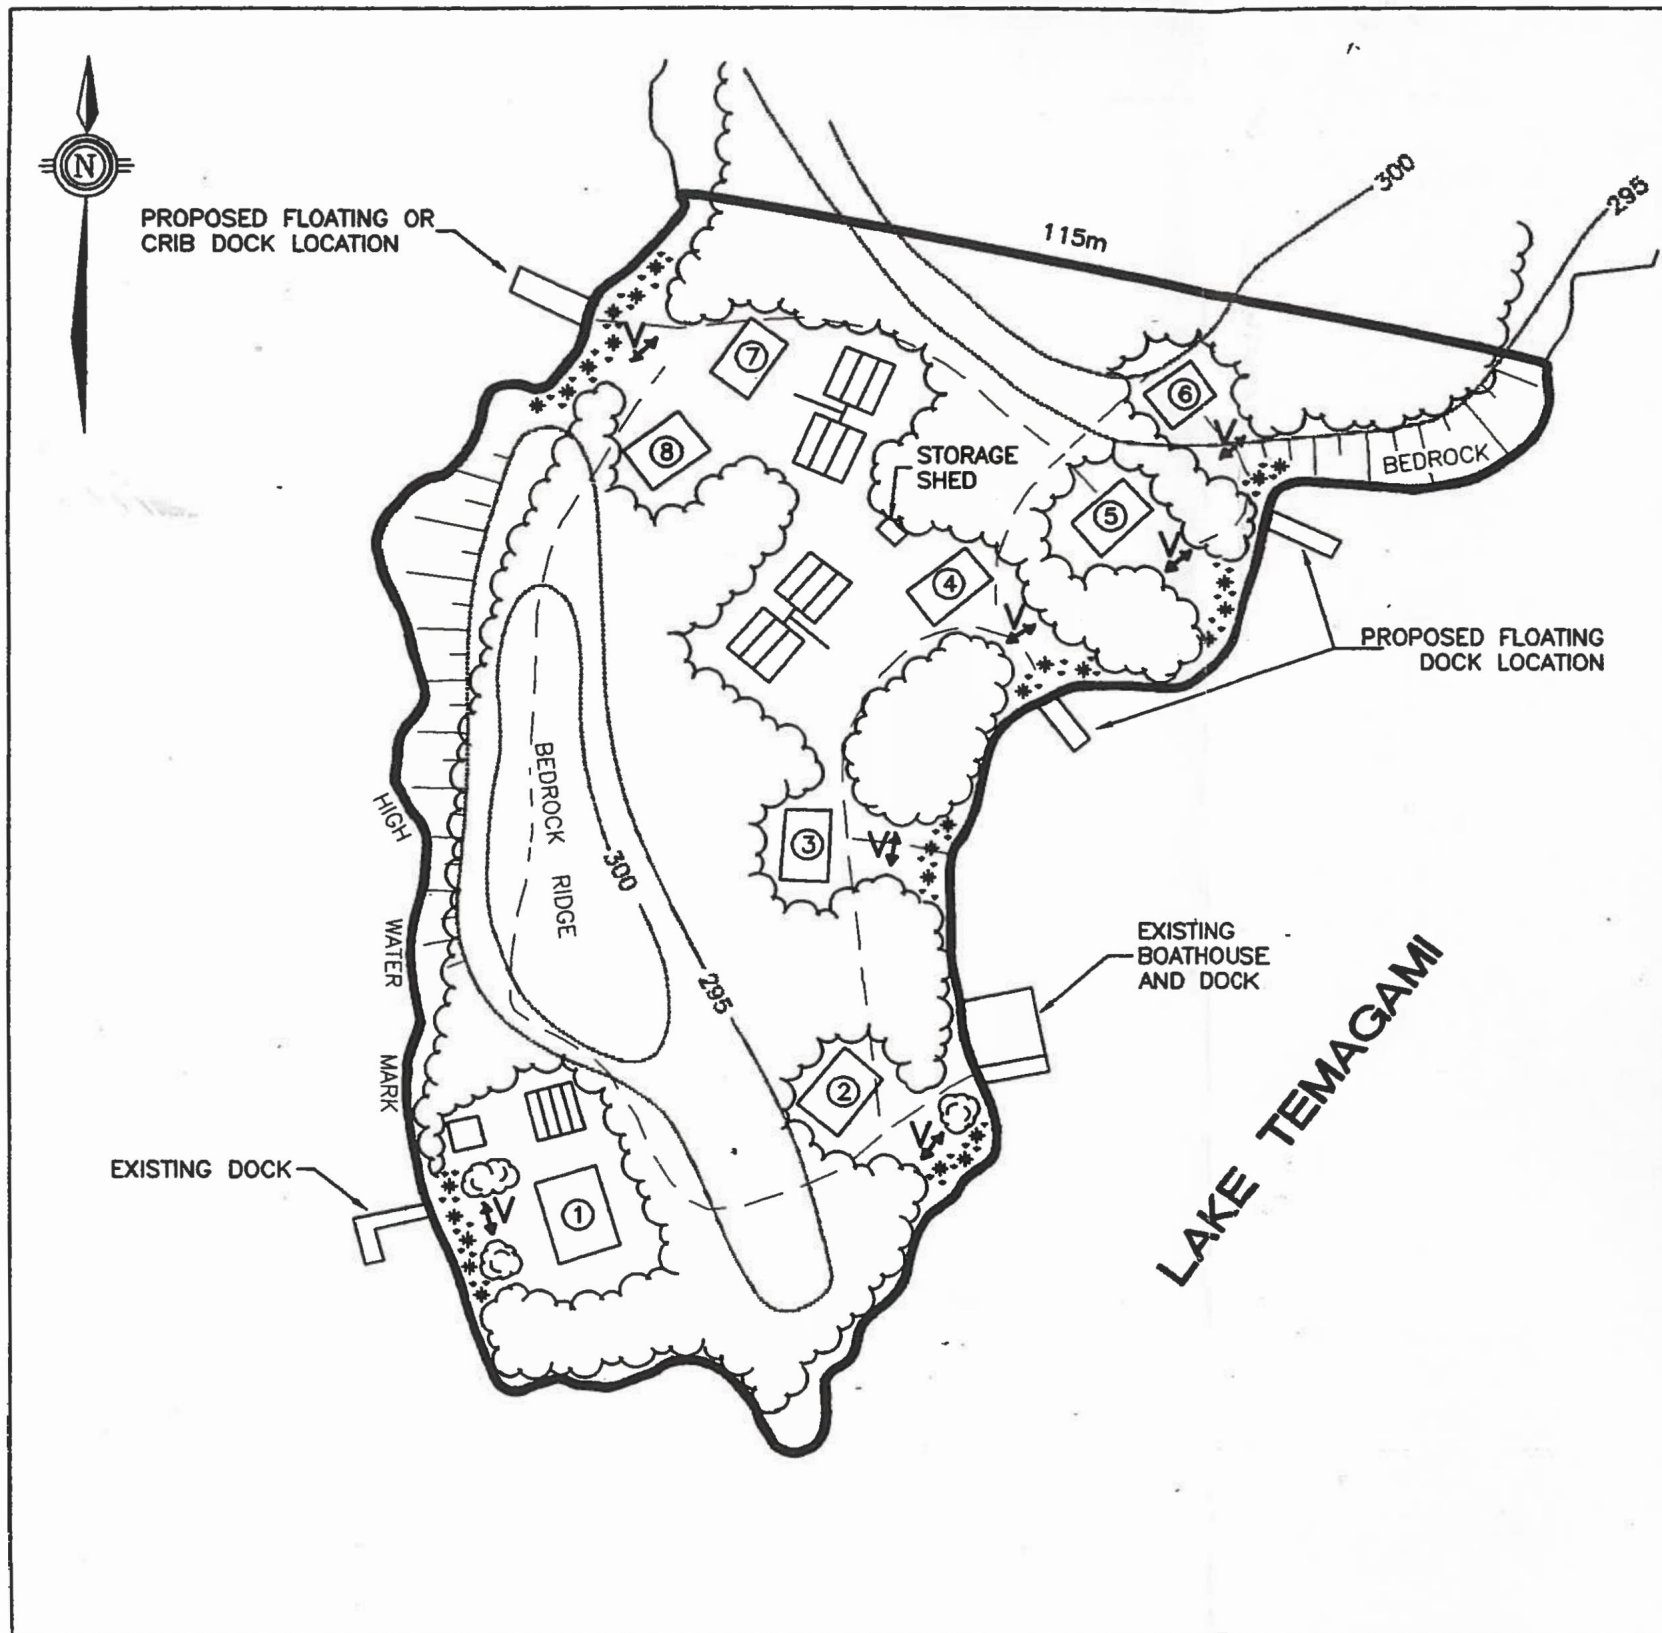 N
PROPOSED FLOATING OR
CRIB DOCK LOCATION
115m
300
295
7
6
8
STORAGE
SHED
V
V
BEDROCK
5
4
V
V
PROPOSED FLOATING
DOCK LOCATION
BEDROCK RIDGE
HIGH
WATER
MARK
3
V
300
295
EXISTING
BOATHOUSE
AND DOCK
2
V
EXISTING DOCK
1
V
LAKE TEMAGAMI